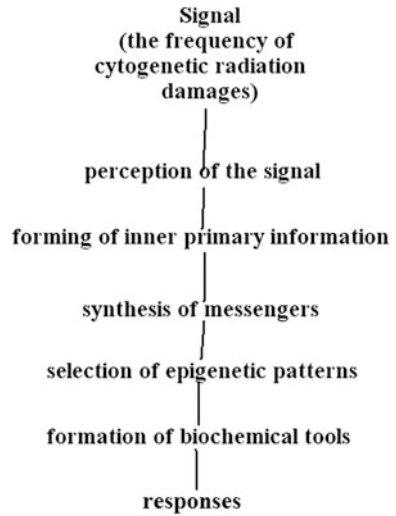 Signal
(the frequency of
cytogenetic radiation
damages)
perception of the signal
forming of inner primary information
synthesis of messengers
selection of epigenetic patterns
formation of biochemical tools
responses